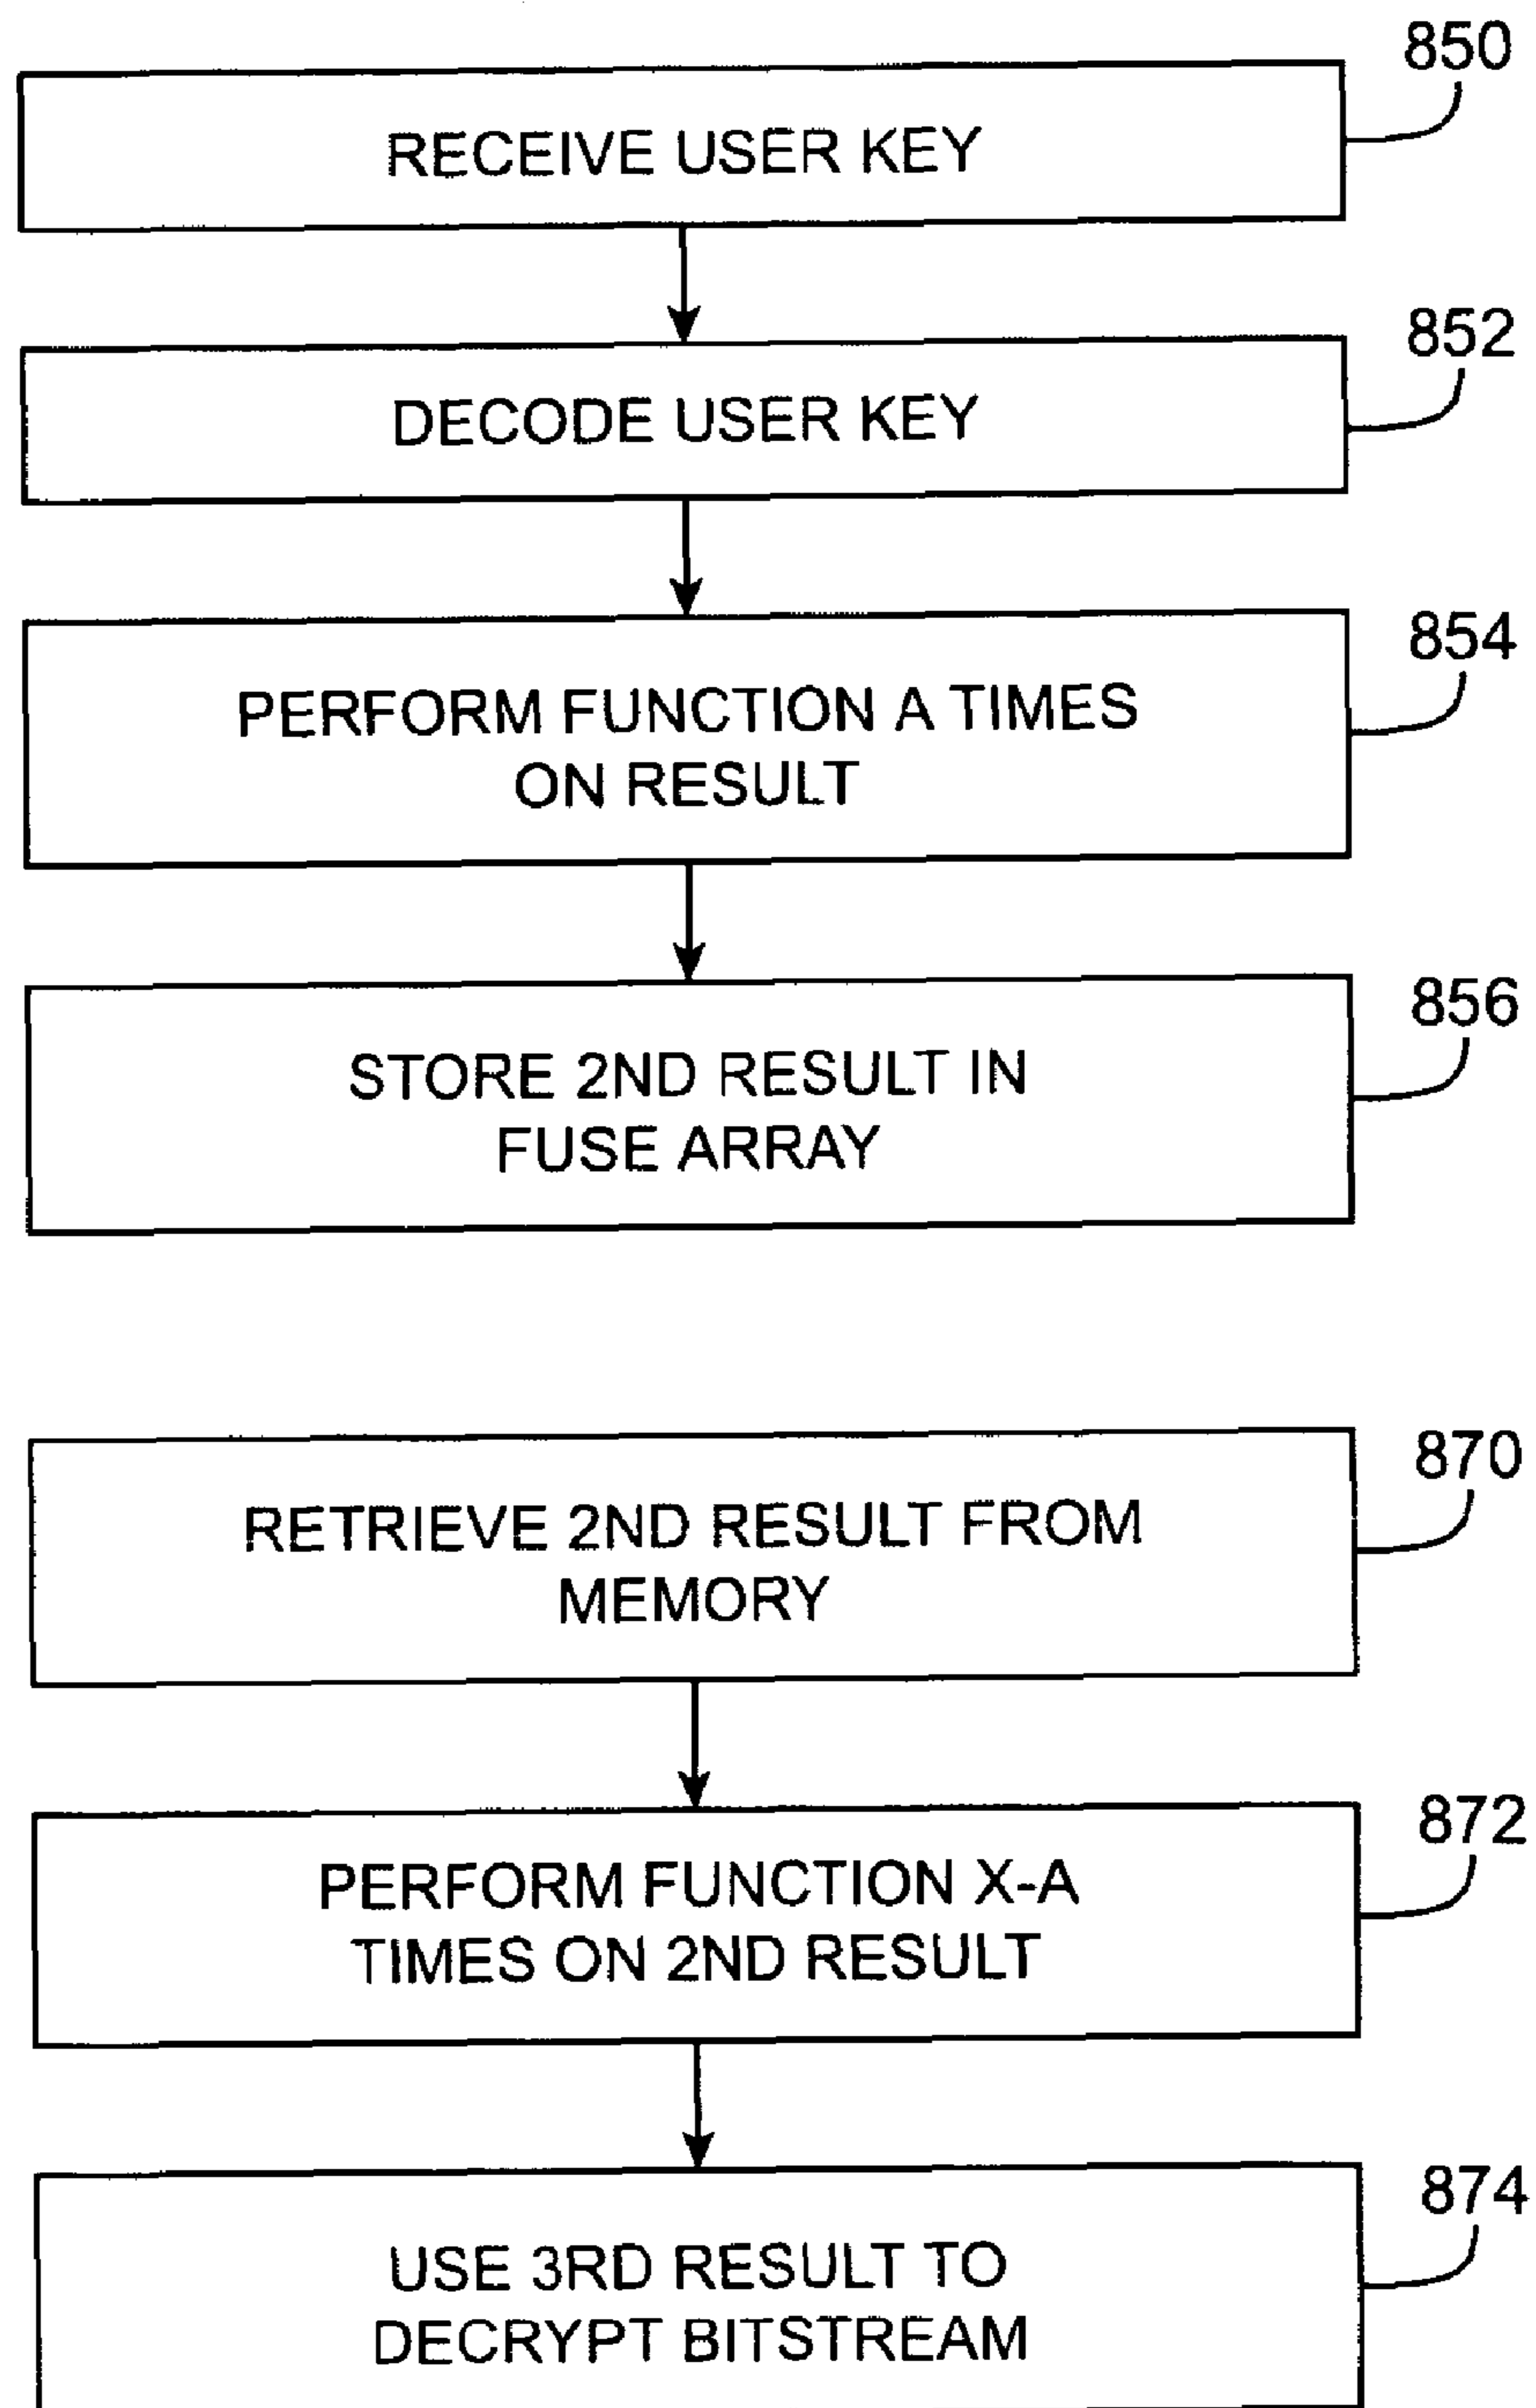 850
RECEIVE USER KEY
852
DECODE USER KEY
854
PERFORM FUNCTION A TIMES
ON RESULT
856
STORE 2ND RESULT IN
FUSE ARRAY
870
RETRIEVE 2ND RESULT FROM
MEMORY
872
PERFORM FUNCTION X-A
TIMES ON 2ND RESULT
874
USE 3RD RESULT TO
DECRYPT BITSTREAM